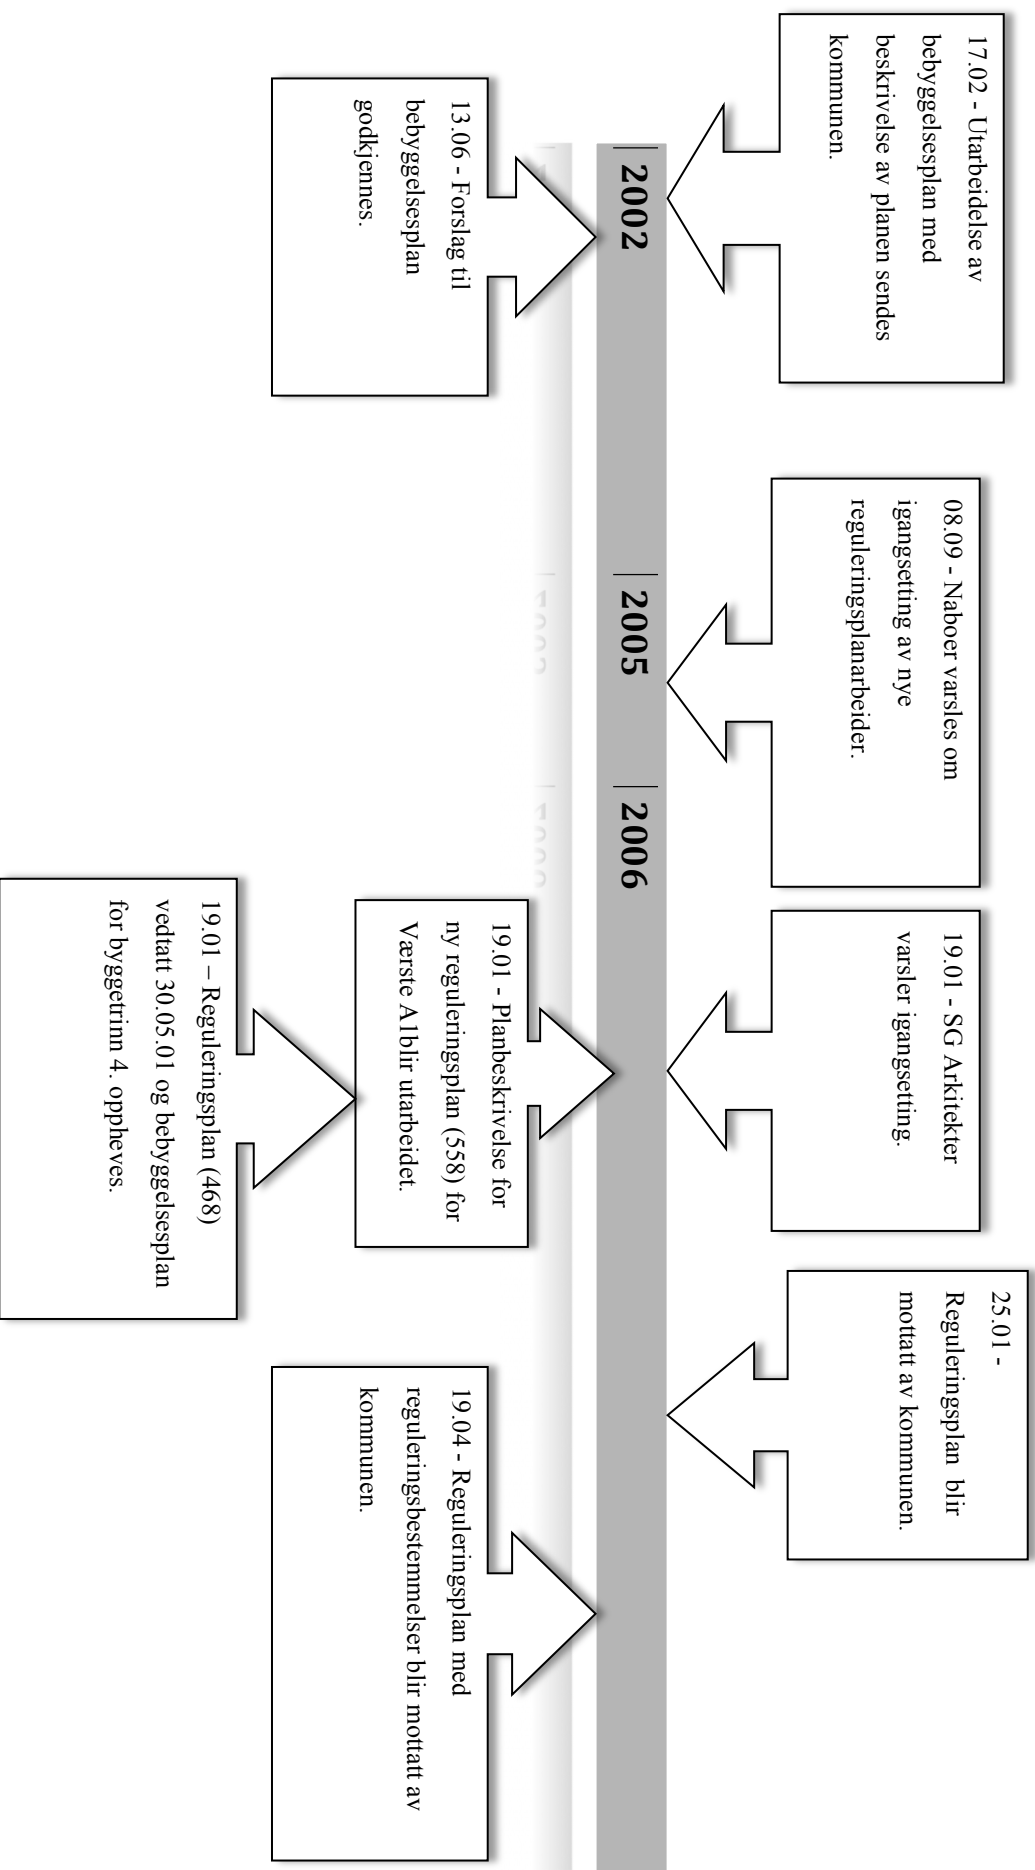 17.02 - Utarbeidelse av
bebyggelsesplan med
beskrivelse av planen sendes
kommunen.
08.09 - Naboer varsles om
igangsetting av nye
reguleringsplanarbeider.
19.01 - SG Arkitekter
varsler igangsetting.
25.01 -
Reguleringsplan blir
mottatt av kommunen.
2002
2005
2006
13.06 - Forslag til
bebyggelsesplan
godkjennes.
19.01 - Planbeskrivelse for
ny reguleringsplan (558) for
Værste A1blir utarbeidet.
19.01 – Reguleringsplan (468)
vedtatt 30.05.01 og bebyggelsesplan
for byggetrinn 4. oppheves.
19.04 - Reguleringsplan med
reguleringsbestemmelser blir mottatt av
kommunen.